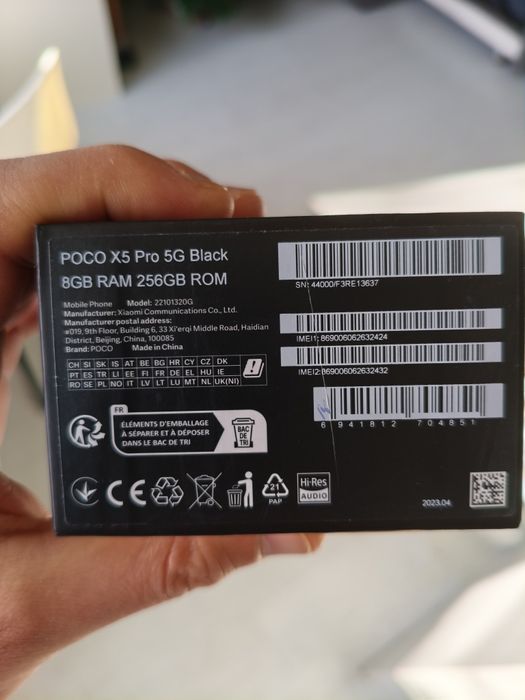 POCO X5 Pro 5G Black
8GB RAM 256GB ROM
Mobile Phone Model: 22101320G
Manufacturer: Xiaomi Communications Co., Ltd.
Manufacturer postal address:
#019, 9th Floor, Building 6, 33 Xi'erqi Middle Road, Haidian
District, Beijing, China, 100085
Brand: POCO Made in China
CH SI SK IS AT BE BG HR CY CZ DK
PT ES TR LI EE FI FR DE EL HU IE
RO SE PL NO IT LV LT LU MT NL UK(NI)
SN: 44000/F3RE13637
IMEI1: 869006062632424
IMEI2: 869006062632432
6 941812 704851
FR
ÉLÉMENTS D'EMBALLAGE
À SÉPARER ET À DÉPOSER
DANS LE BAC DE TRI
BAC
DE
TRI
CE
21
PAP
Hi-Res
AUDIO
2023.04